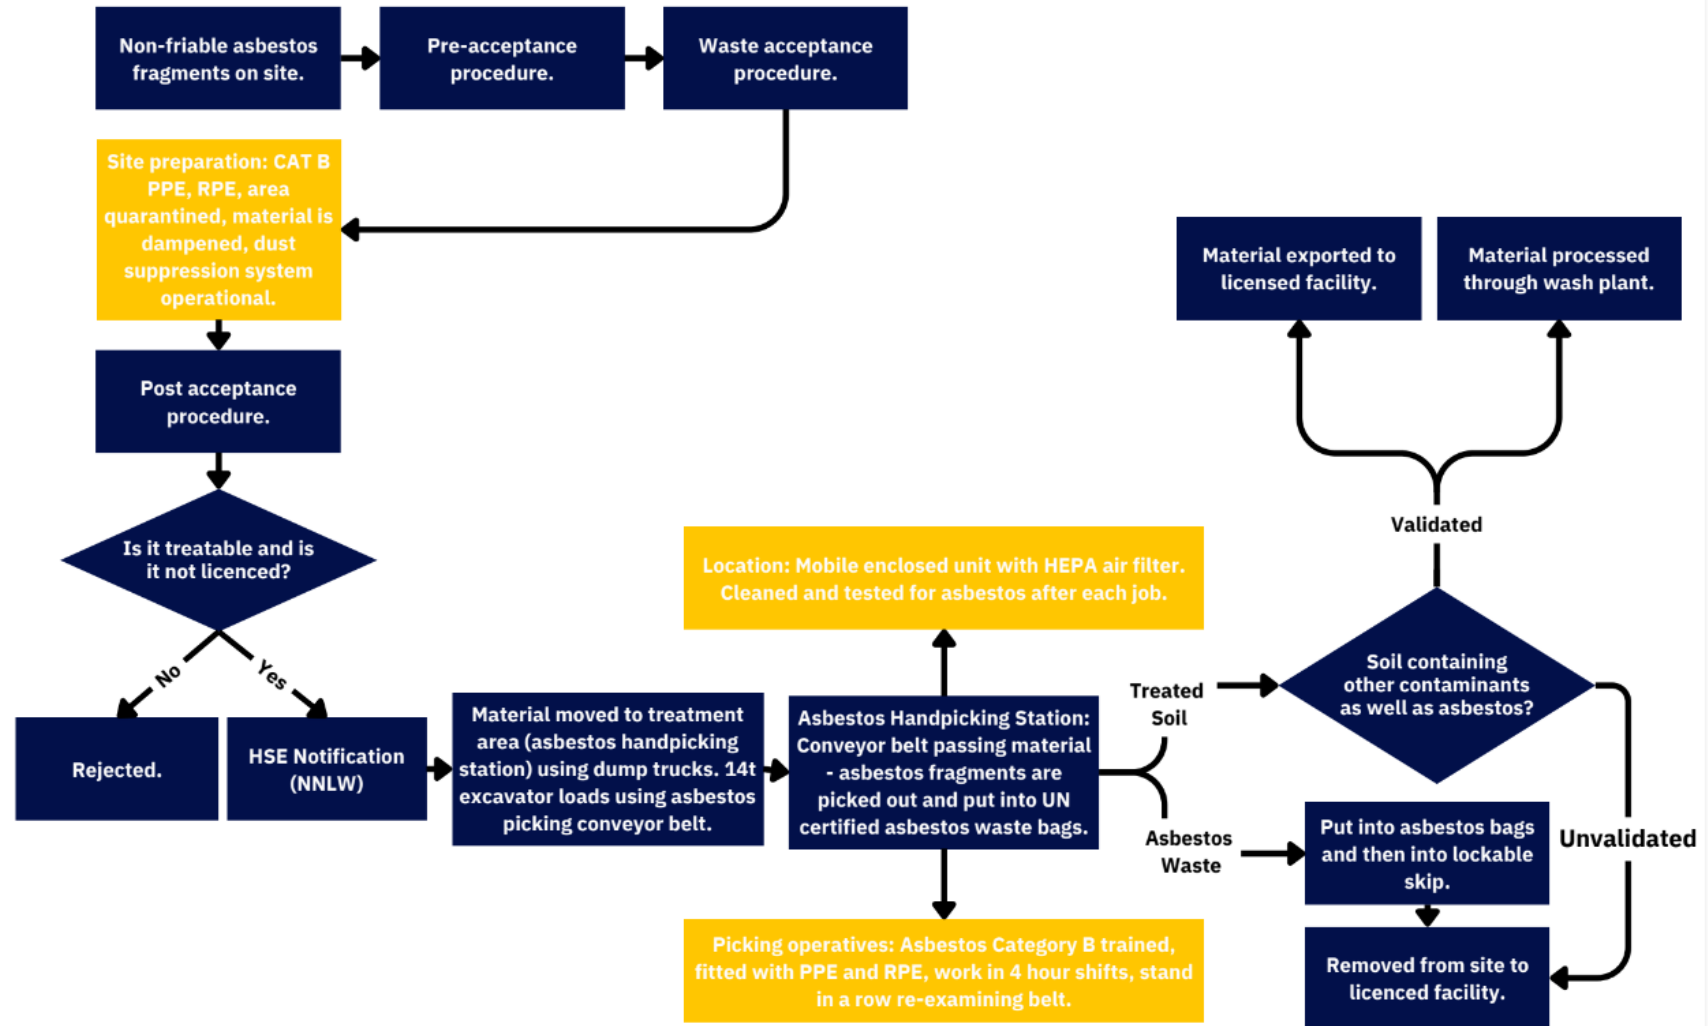 Non-friable asbestos
fragments on site.
Pre-acceptance
procedure.
Waste acceptance
procedure.
Site preparation: CAT B
PPE, RPE, area
quarantined, material is
dampened, dust
suppression system
operational.
Post acceptance
procedure.
Is it treatable and is
it not licenced?
No
Yes
Rejected.
HSE Notification
(NNLW)
Material moved to treatment
area (asbestos handpicking
station) using dump trucks. 14t
excavator loads using asbestos
picking conveyor belt.
Location: Mobile enclosed unit with HEPA air filter.
Cleaned and tested for asbestos after each job.
Asbestos Handpicking Station:
Conveyor belt passing material
- asbestos fragments are
picked out and put into UN
certified asbestos waste bags.
Picking operatives: Asbestos Category B trained,
fitted with PPE and RPE, work in 4 hour shifts, stand
in a row re-examining belt.
Treated
Soil
Asbestos
Waste
Material exported to
licensed facility.
Material processed
through wash plant.
Validated
Soil containing
other contaminants
as well as asbestos?
Unvalidated
Put into asbestos bags
and then into lockable
skip.
Removed from site to
licenced facility.